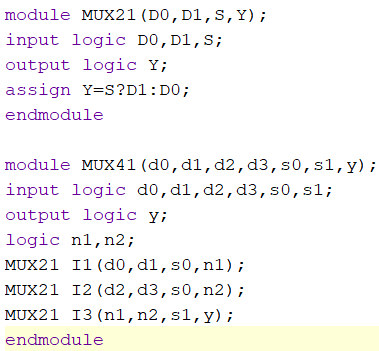 module MUX21(D0,D1,S,Y);
input logic D0,D1,S;
output logic Y;
assign Y=S?D1:D0;
endmodule
module MUX41(d0,d1,d2,d3,s0,s1,y);
input logic d0,d1,d2,d3,s0,s1;
output logic y;
logic n1,n2;
MUX21 I1(d0,d1,s0,n1);
MUX21 I2(d2,d3,s0,n2);
MUX21 I3(n1,n2,s1,y);
endmodule